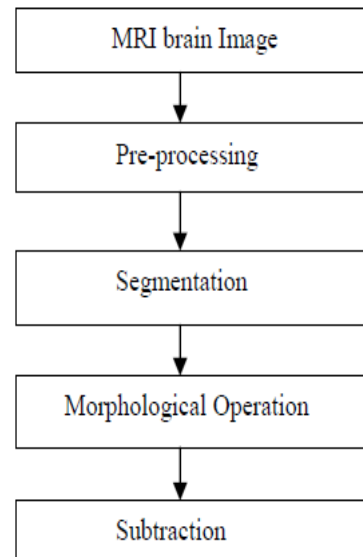 MRI brain Image
Pre-processing
Segmentation
Morphological Operation
Subtraction